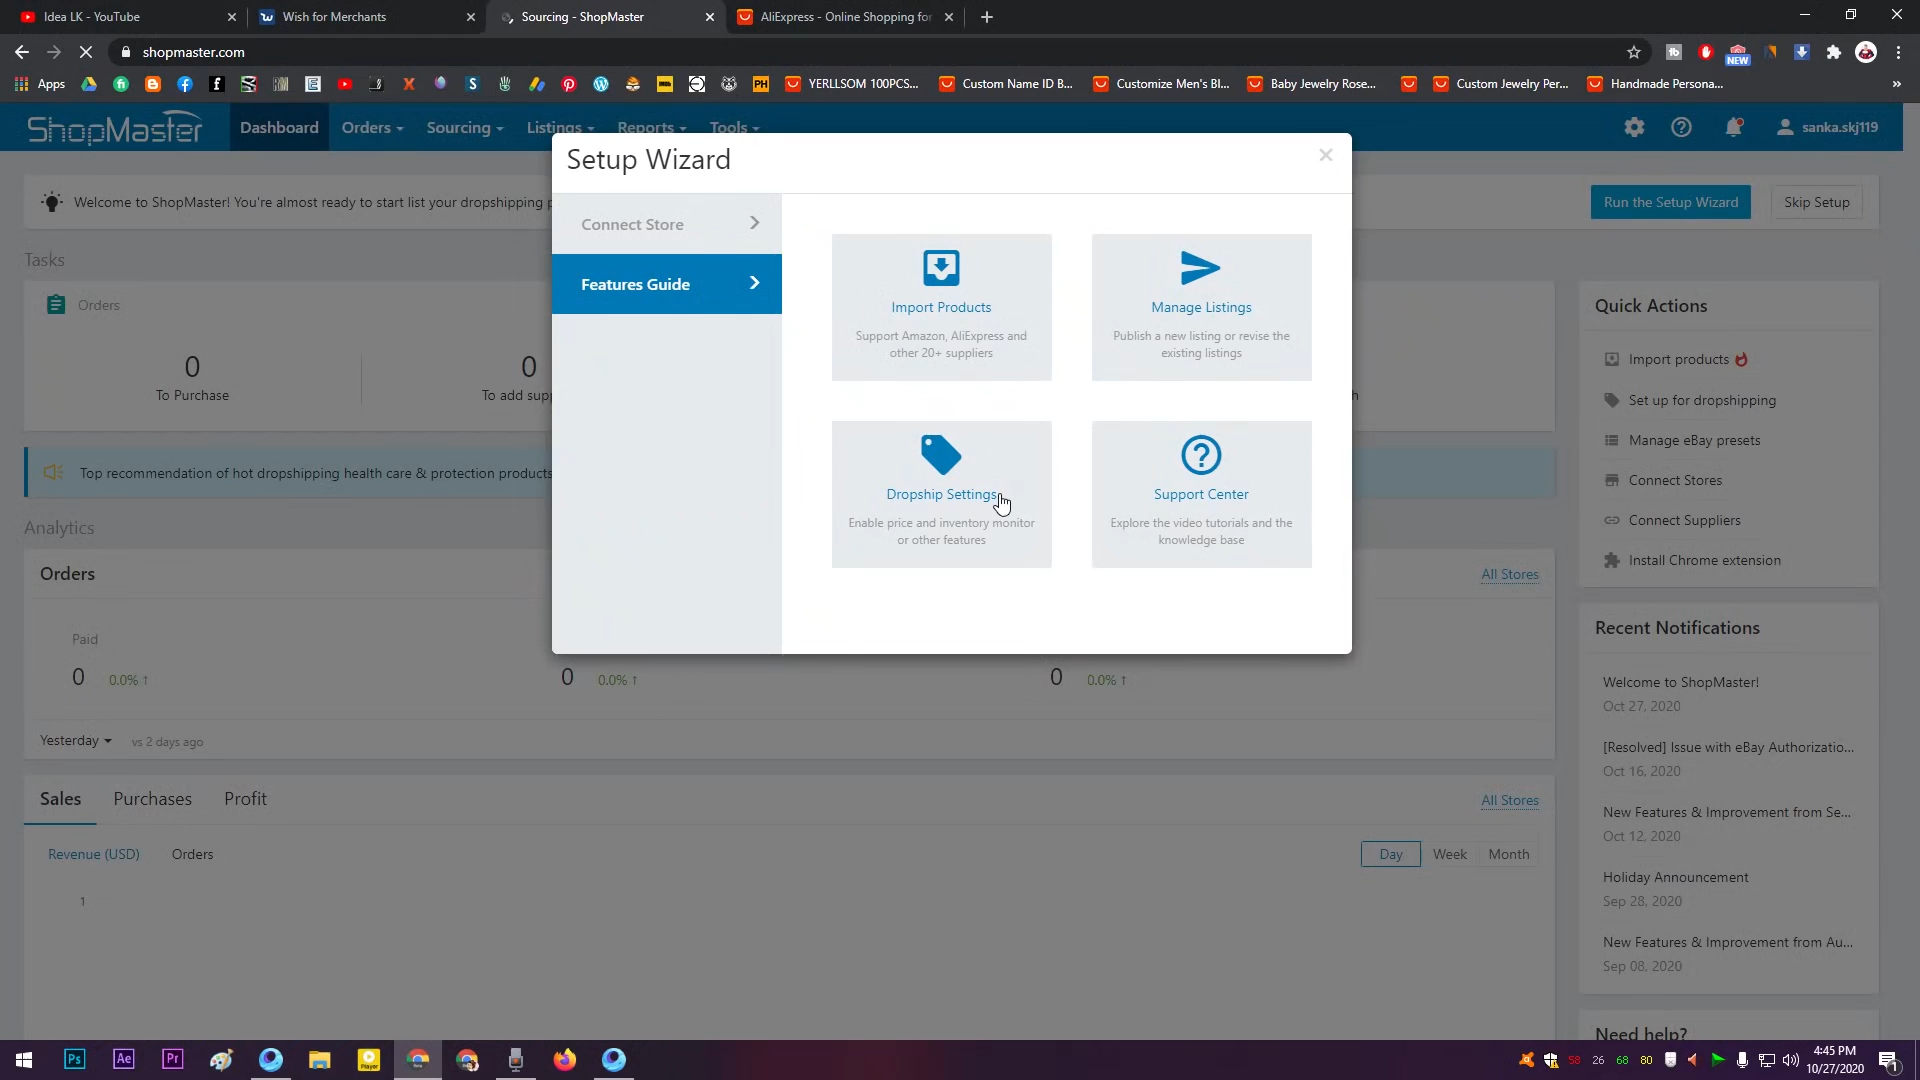 Idea LK - YouTube
Wish for Merchants
Sourcing - ShopMaster
AliExpress - Online Shopping for
shopmaster.com
NEW
Apps
YERLLSOM 100PCS...
Custom Name ID B...
Customize Men's Bl...
Baby Jewelry Rose...
Custom Jewelry Per...
Handmade Persona...
ShopMaster
Dashboard
Orders
Sourcing
Listings
Reports
Tools
sanka.skj119
Setup Wizard
Welcome to ShopMaster! You're almost ready to start list your dropshipping p
Run the Setup Wizard
Skip Setup
Connect Store
Features Guide
Import Products
Support Amazon, AliExpress and
other 20+ suppliers
Manage Listings
Publish a new listing or revise the
existing listings
Dropship Settings
Enable price and inventory monitor
or other features
Support Center
Explore the video tutorials and the
knowledge base
Tasks
Orders
0
To Purchase
0
To add supp
h
Top recommendation of hot dropshipping health care & protection products
Analytics
Orders
All Stores
Paid
0 0.0% ↑
0 0.0% ↑
0 0.0% ↑
Yesterday
vs 2 days ago
Sales
Purchases
Profit
All Stores
Revenue (USD)
Orders
Day
Week
Month
1
Quick Actions
Import products
Set up for dropshipping
Manage eBay presets
Connect Stores
Connect Suppliers
Install Chrome extension
Recent Notifications
Welcome to ShopMaster!
Oct 27, 2020
[Resolved] Issue with eBay Authorizatio...
Oct 16, 2020
New Features & Improvement from Se...
Oct 12, 2020
Holiday Announcement
Sep 28, 2020
New Features & Improvement from Au...
Sep 08, 2020
Need help?
Ps
Ae
Pr
Player
58
26
68
80
4:45 PM
10/27/2020
1